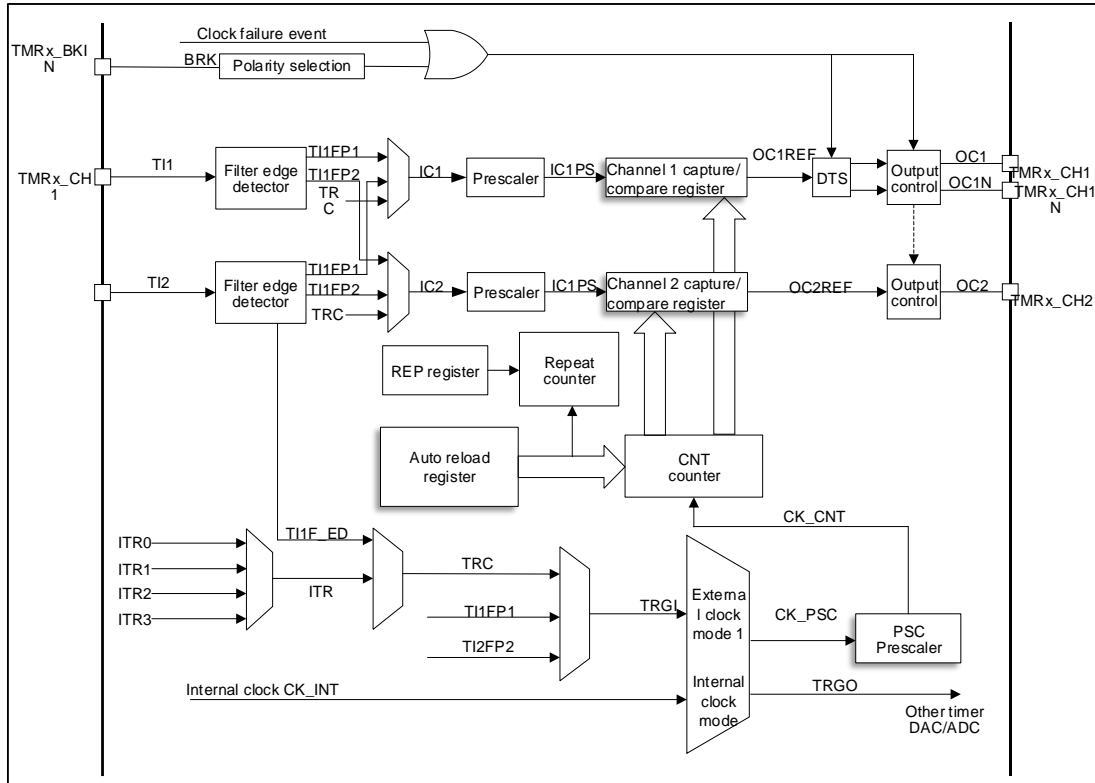 Clock failure event
TMRx_BKI
N
BRK
Polarity selection
TI1
TMRx_CH
1
Filter edge
detector
TI1FP1
TI1FP2
TR
C
IC1
Prescaler
IC1PS
Channel 1 capture/
compare register
OC1REF
DTS
Output
control
OC1
OC1N
TMRx_CH1
TMRx_CH1
N
TI2
Filter edge
detector
TI1FP1
TI1FP2
TRC
IC2
Prescaler
IC1PS
Channel 2 capture/
compare register
OC2REF
Output
control
OC2
TMRx_CH2
REP register
Repeat
counter
Auto reload
register
CNT
counter
CK_CNT
ITR0
ITR1
ITR2
ITR3
ITR
TI1F_ED
TRC
TI1FP1
TI2FP2
TRGI
Externa
l clock
mode 1
Internal
clock
mode
CK_PSC
PSC
Prescaler
Internal clock CK_INT
TRGO
Other timer
DAC/ADC